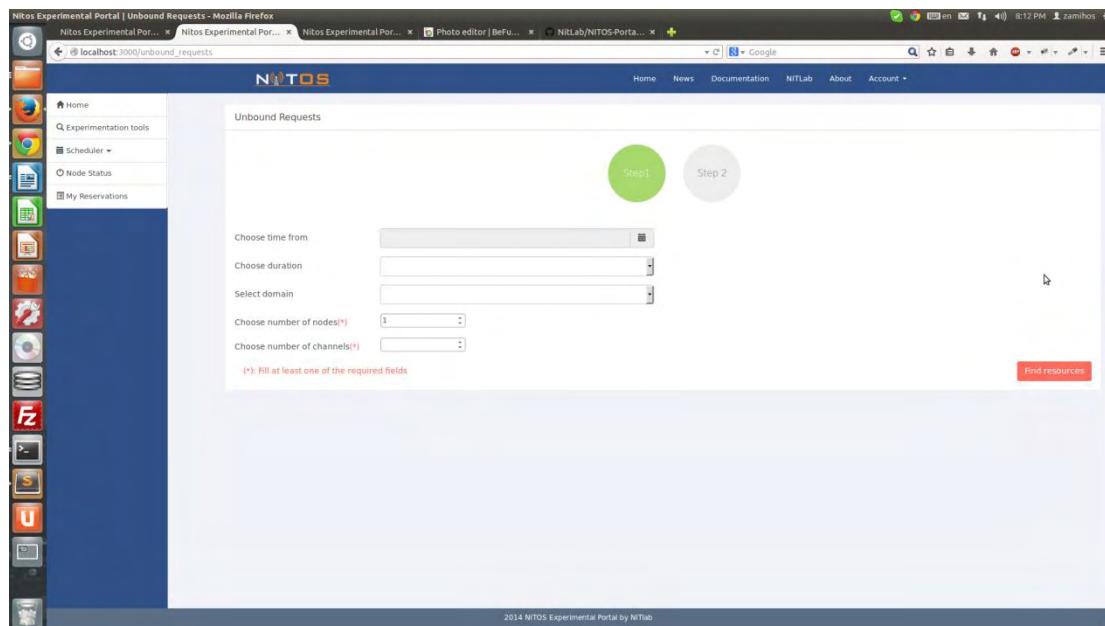 Nitos Experimental Portal | Unbound Requests - Mozilla Firefox
en 8:12 PM zamihos
Nitos Experimental Por... × Nitos Experimental Por... × Nitos Experimental Por... × Photo editor | BeFu... × NitLab/NITOS-Porta... ×
localhost:3000/unbound_requests
Google
NITOS
Home News Documentation NITLab About Account
Home
Experimentation tools
Scheduler
Node Status
My Reservations
Unbound Requests
Step1 Step 2
Choose time from
Choose duration
Select domain
Choose number of nodes(*) 1
Choose number of channels(*)
(*): Fill at least one of the required fields
Find resources
2014 NITOS Experimental Portal by NITlab